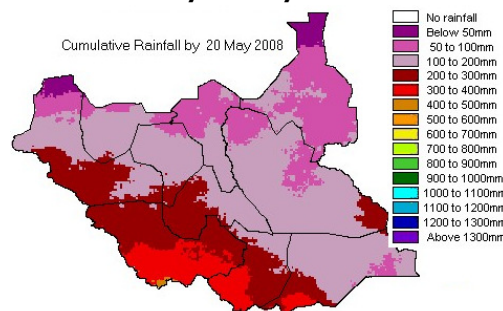 Cumulative Rainfall by 20 May 2008
No rainfall
Below 50mm
50 to 100mm
100 to 200mm
200 to 300mm
300 to 400mm
400 to 500mm
500 to 600mm
600 to 700mm
700 to 800mm
800 to 900mm
900 to 1000mm
1000 to 1100mm
1100 to 1200mm
1200 to 1300mm
Above 1300mm